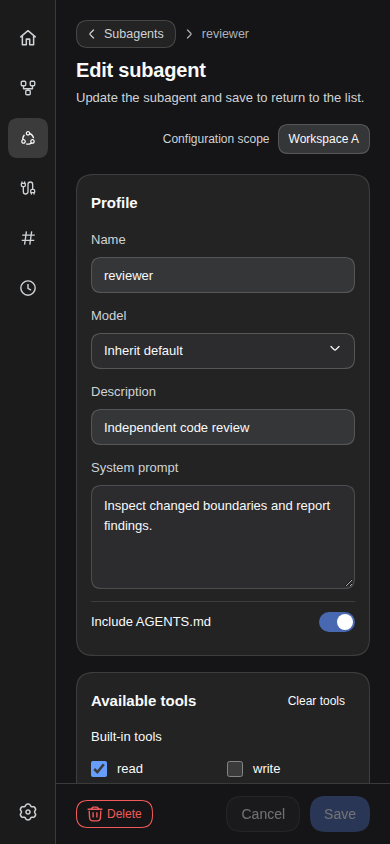 Subagents
reviewer
Edit subagent
Update the subagent and save to return to the list.
Configuration scope
Workspace A
Profile
Name
reviewer
Model
Inherit default
Description
Independent code review
System prompt
Inspect changed boundaries and report
findings.
Include AGENTS.md
Available tools
Clear tools
Built-in tools
read
write
Delete
Cancel
Save